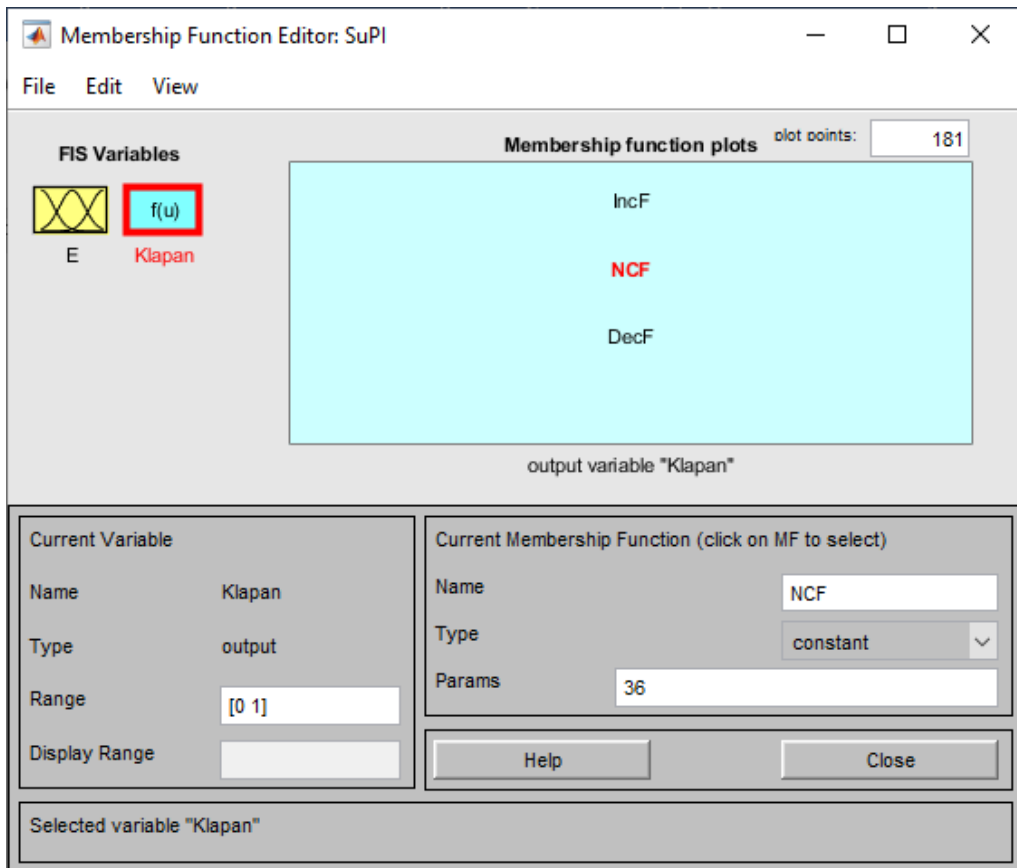 Membership Function Editor: SuPI
File Edit View
FIS Variables
f(u)
E
Klapan
Membership function plots
plot points:
181
IncF
NCF
DecF
output variable "Klapan"
Current Variable
Name Klapan
Type output
Range [0 1]
Display Range
Current Membership Function (click on MF to select)
Name NCF
Type constant
Params 36
Help Close
Selected variable "Klapan"